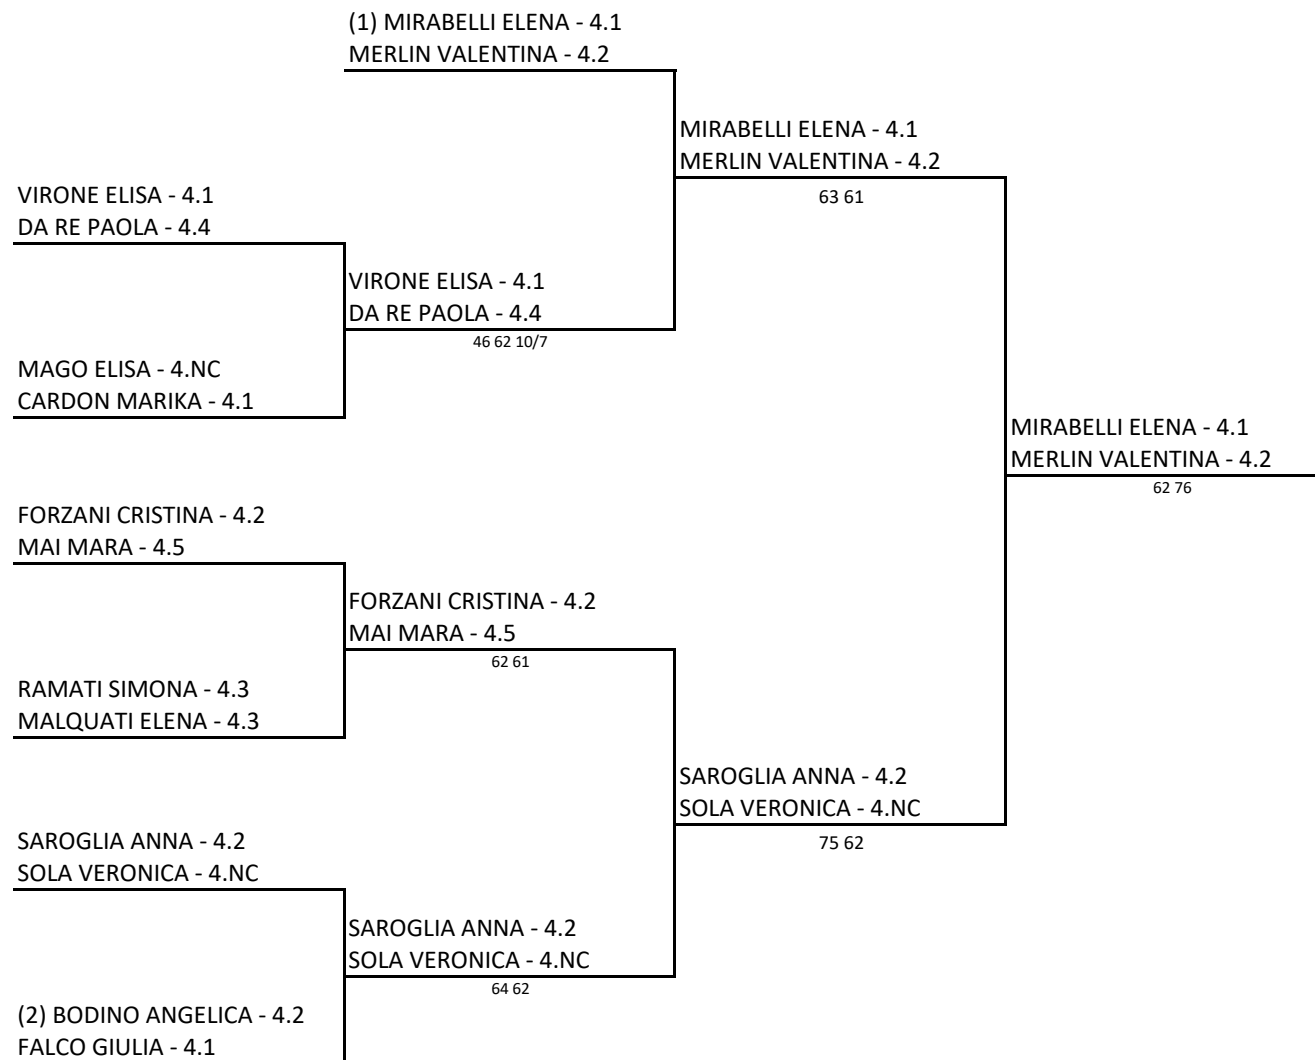 (1) MIRABELLI ELENA - 4.1
MERLIN VALENTINA - 4.2
MIRABELLI ELENA - 4.1
MERLIN VALENTINA - 4.2
63 61
VIRONE ELISA - 4.1
DA RE PAOLA - 4.4
VIRONE ELISA - 4.1
DA RE PAOLA - 4.4
46 62 10/7
MAGO ELISA - 4.NC
CARDON MARIKA - 4.1
MIRABELLI ELENA - 4.1
MERLIN VALENTINA - 4.2
62 76
FORZANI CRISTINA - 4.2
MAI MARA - 4.5
FORZANI CRISTINA - 4.2
MAI MARA - 4.5
62 61
RAMATI SIMONA - 4.3
MALQUATI ELENA - 4.3
SAROGLIA ANNA - 4.2
SOLA VERONICA - 4.NC
75 62
SAROGLIA ANNA - 4.2
SOLA VERONICA - 4.NC
SAROGLIA ANNA - 4.2
SOLA VERONICA - 4.NC
64 62
(2) BODINO ANGELICA - 4.2
FALCO GIULIA - 4.1